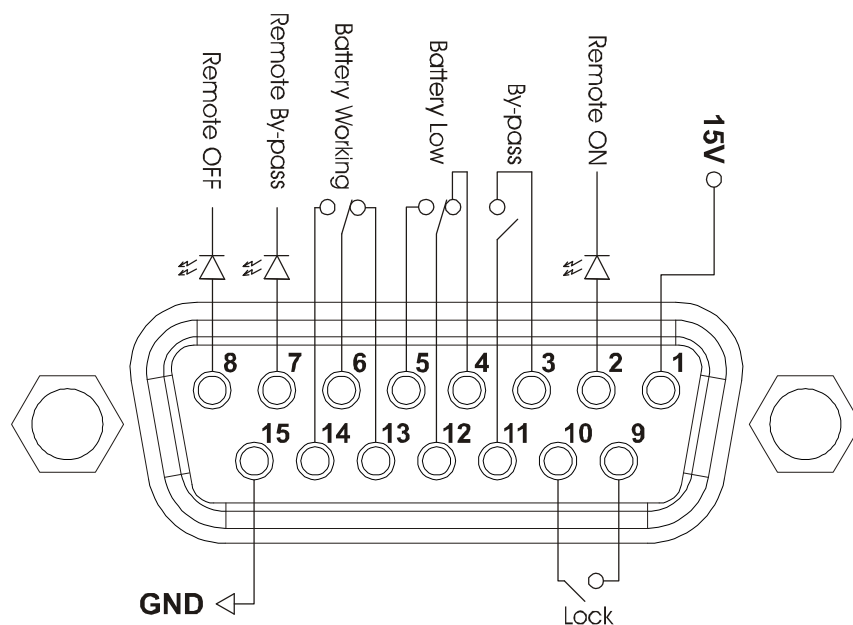 Remote OFF
Remote By-pass
Battery Working
Battery Low
By-pass
Remote ON
15V
8
7
6
5
4
3
2
1
15
14
13
12
11
10
9
GND
Lock